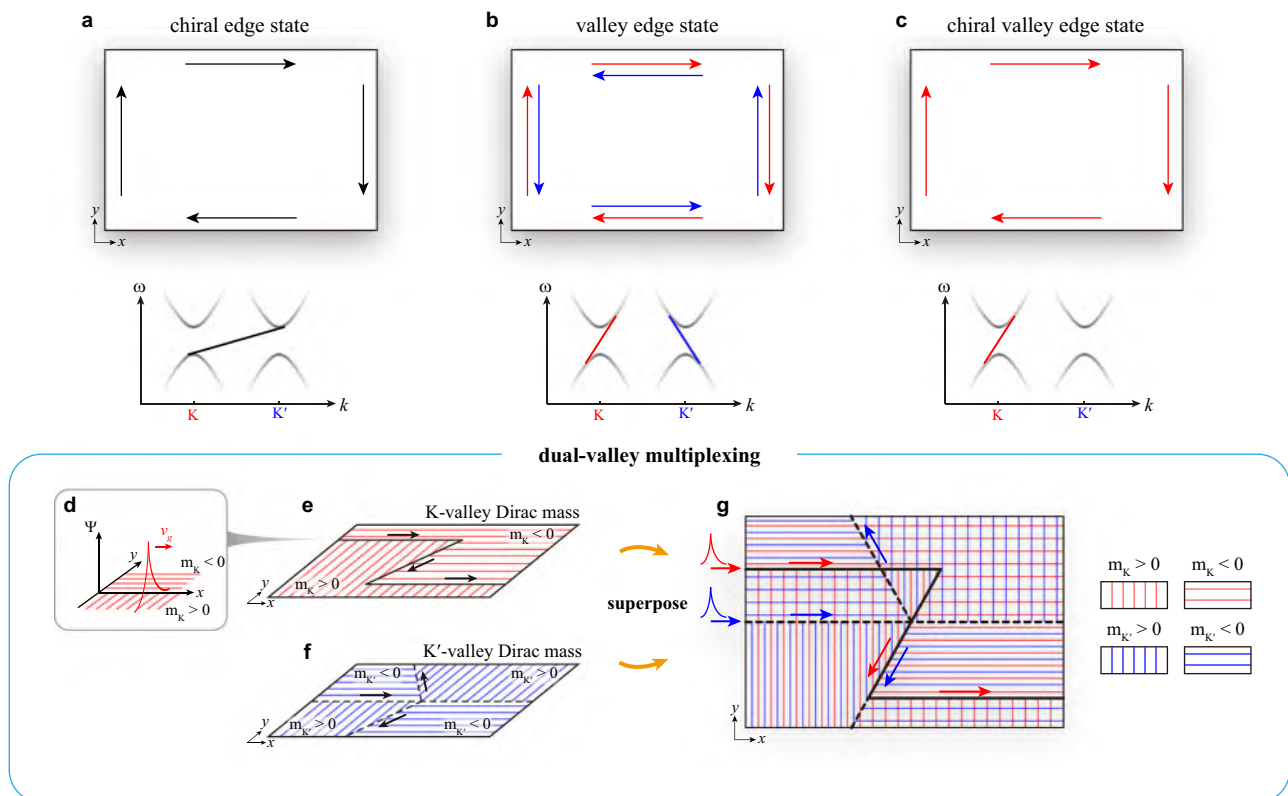 a chiral edge state
y
x
ω
K K′ k
b valley edge state
y
x
ω
K K′ k
c chiral valley edge state
y
x
ω
K K′ k
dual-valley multiplexing
d
Ψ
v_g
y
m_K < 0
x
m_K > 0
e K-valley Dirac mass
m_K < 0
m_K > 0
y
x
f K′-valley Dirac mass
m_K′ < 0
m_K′ > 0
m_K′ > 0
m_K′ < 0
y
x
superpose
g
y
x
m_K > 0 m_K < 0
m_K′ > 0 m_K′ < 0